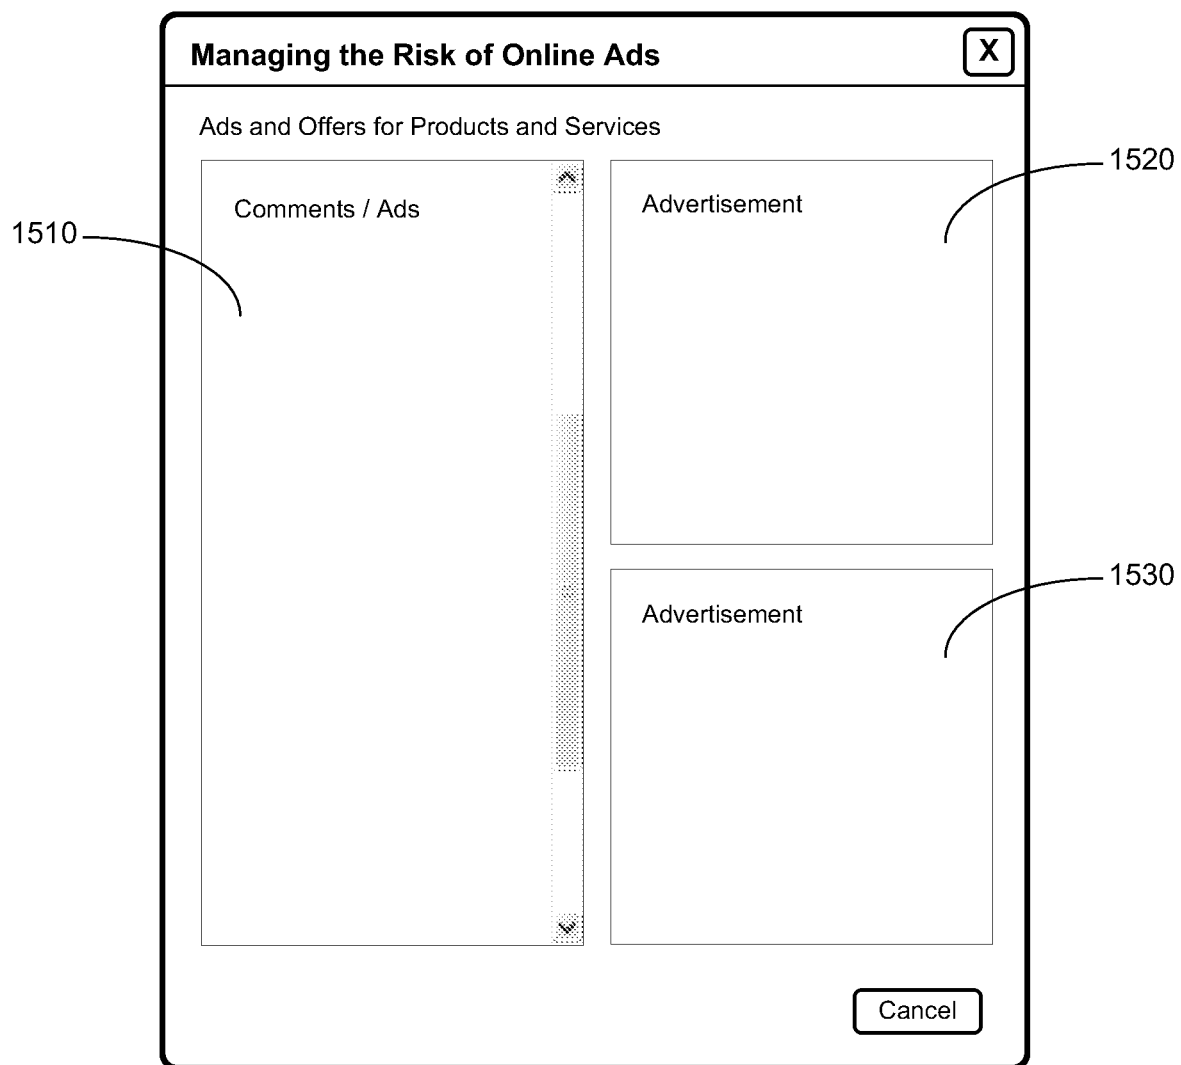 Managing the Risk of Online Ads
X
Ads and Offers for Products and Services
1510
Comments / Ads
Advertisement
1520
Advertisement
1530
Cancel